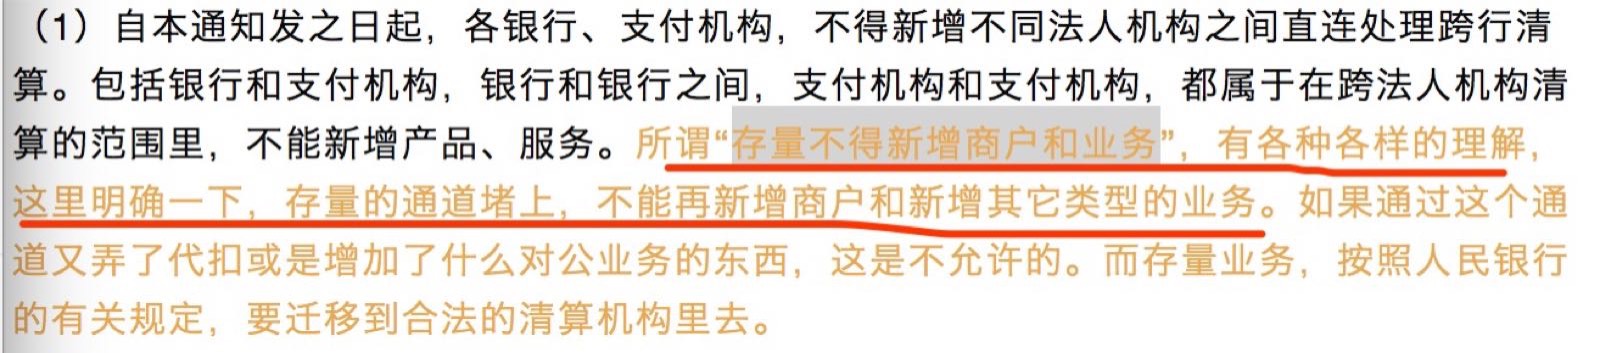 （1）自本通知发之日起，各银行、支付机构，不得新增不同法人机构之间直连处理跨行清
算。包括银行和支付机构，银行和银行之间，支付机构和支付机构，都属于在跨法人机构清
算的范围里，不能新增产品、服务。所谓“存量不得新增商户和业务”，有各种各样的理解，
这里明确一下，存量的通道堵上，不能再新增商户和新增其它类型的业务。如果通过这个通
道又弄了代扣或是增加了什么对公业务的东西，这是不允许的。而存量业务，按照人民银行
的有关规定，要迁移到合法的清算机构里去。